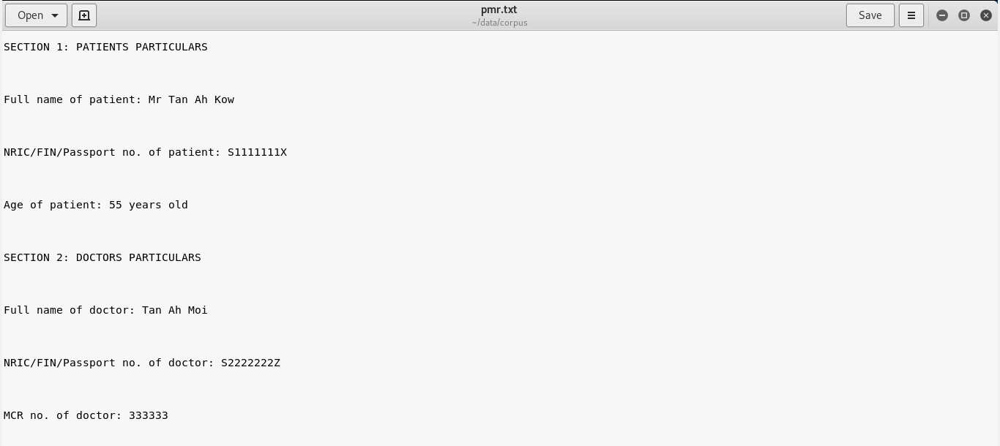 Open
pmr.txt
~/data/corpus
Save
SECTION 1: PATIENTS PARTICULARS
Full name of patient: Mr Tan Ah Kow
NRIC/FIN/Passport no. of patient: S1111111X
Age of patient: 55 years old
SECTION 2: DOCTORS PARTICULARS
Full name of doctor: Tan Ah Moi
NRIC/FIN/Passport no. of doctor: S2222222Z
MCR no. of doctor: 333333